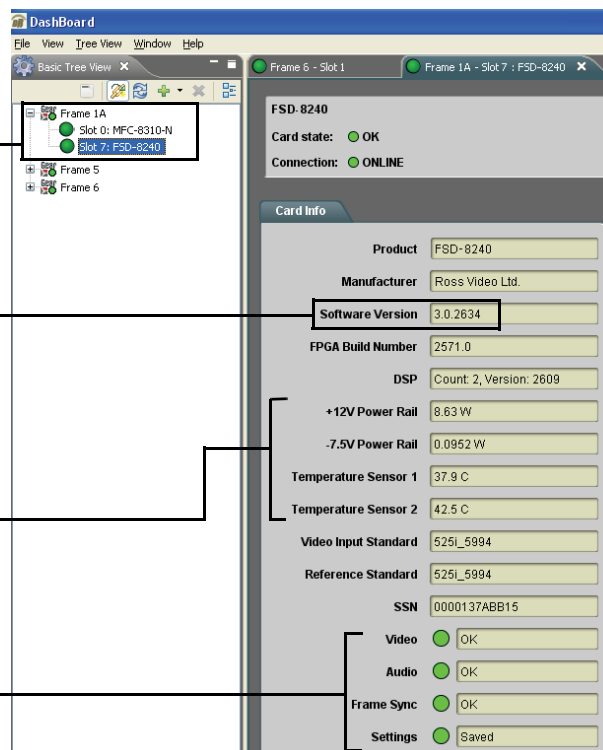 DashBoard
File View Tree View Window Help
Basic Tree View
Frame 6 - Slot 1
Frame 1A - Slot 7 : FSD-8240
Frame 1A
Slot 0: MFC-8310-N
Slot 7: FSD-8240
Frame 5
Frame 6
FSD-8240
Card state: OK
Connection: ONLINE
Card Info
Product FSD-8240
Manufacturer Ross Video Ltd.
Software Version 3.0.2634
FPGA Build Number 2571.0
DSP Count: 2, Version: 2609
+12V Power Rail 8.63 W
-7.5V Power Rail 0.0952 W
Temperature Sensor 1 37.9 C
Temperature Sensor 2 42.5 C
Video Input Standard 525i_5994
Reference Standard 525i_5994
SSN 0000137ABB15
Video OK
Audio OK
Frame Sync OK
Settings Saved